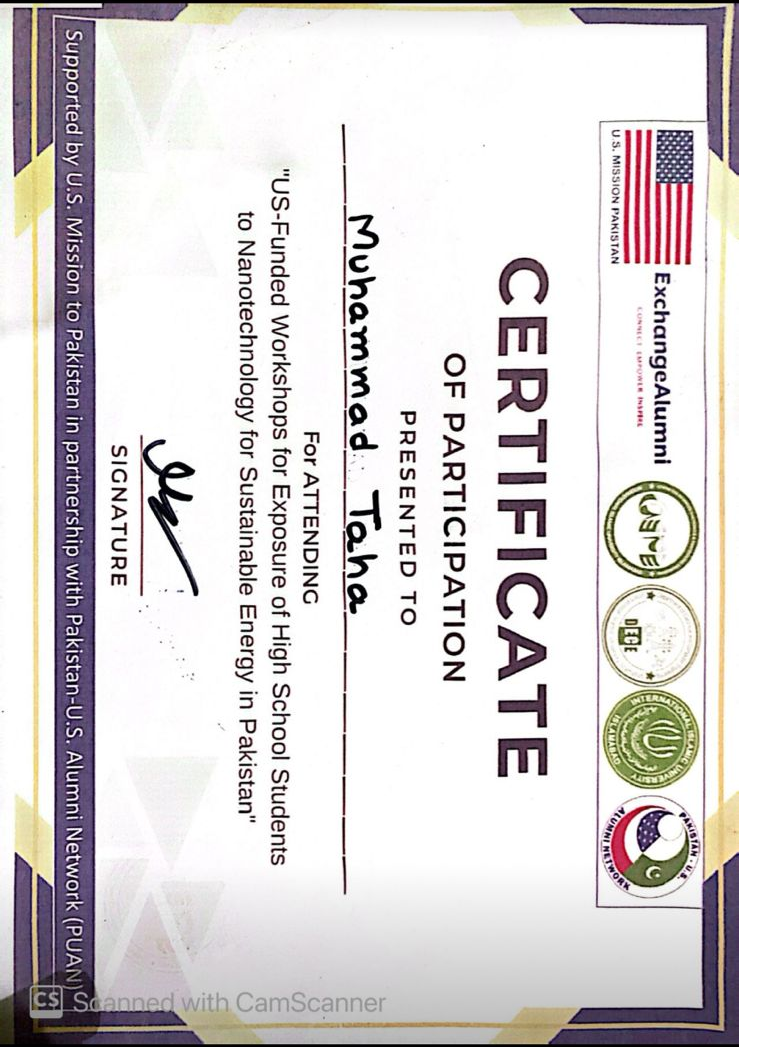 U.S. MISSION PAKISTAN
ExchangeAlumni
CONNECT EMPOWER INSPIRE
DECE
INTERNATIONAL ISLAMIC UNIVERSITY
ISLAMABAD
PAKISTAN - U.S.
ALUMNI NETWORK
CERTIFICATE
OF PARTICIPATION
PRESENTED TO
Muhammad Taha
For ATTENDING
"US-Funded Workshops for Exposure of High School Students
to Nanotechnology for Sustainable Energy in Pakistan"
SIGNATURE
Supported by U.S. Mission to Pakistan in partnership with Pakistan-U.S. Alumni Network (PUAN)
CS Scanned with CamScanner